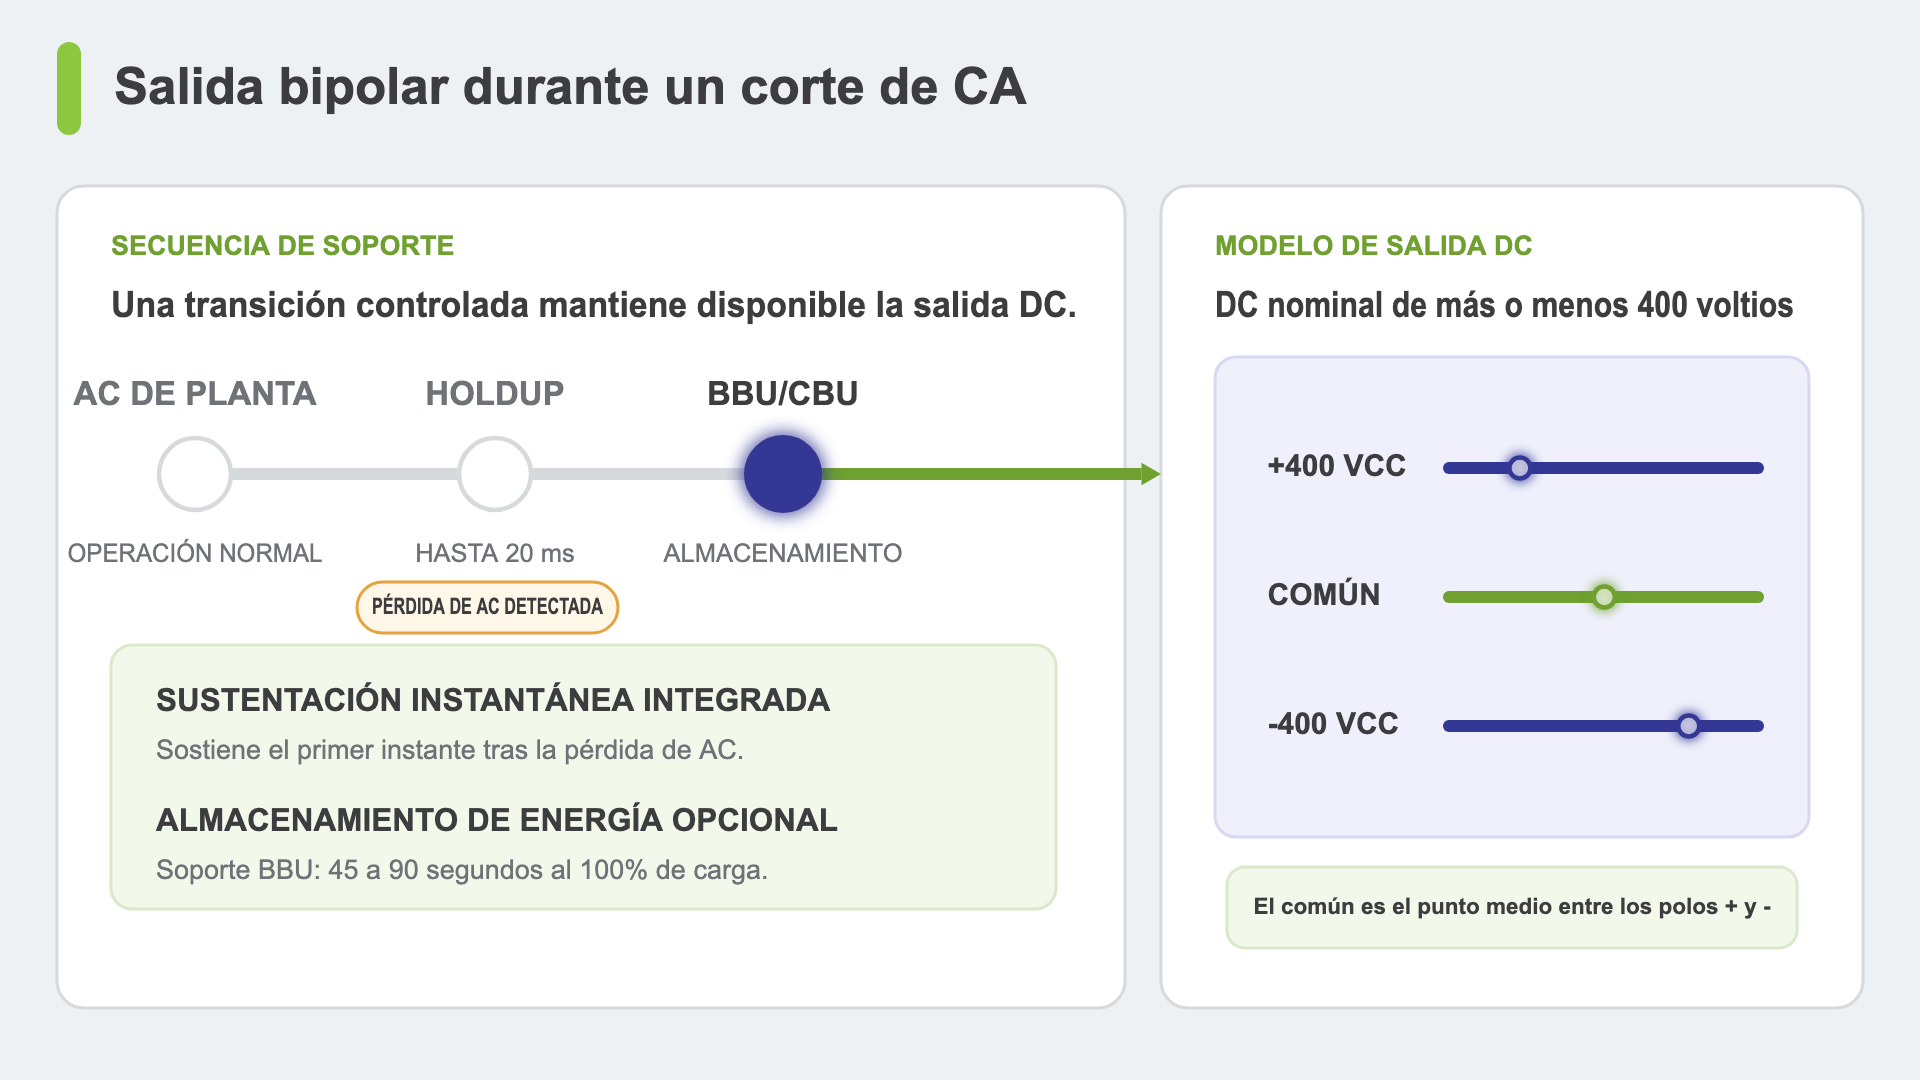 Salida bipolar durante un corte de CA
SECUENCIA DE SOPORTE
Una transición controlada mantiene disponible la salida DC.
AC DE PLANTA
HOLDUP
BBU/CBU
OPERACIÓN NORMAL
HASTA 20 ms
ALMACENAMIENTO
PÉRDIDA DE AC DETECTADA
SUSTENTACIÓN INSTANTÁNEA INTEGRADA
Sostiene el primer instante tras la pérdida de AC.
ALMACENAMIENTO DE ENERGÍA OPCIONAL
Soporte BBU: 45 a 90 segundos al 100% de carga.
MODELO DE SALIDA DC
DC nominal de más o menos 400 voltios
+400 VCC
COMÚN
-400 VCC
El común es el punto medio entre los polos + y -